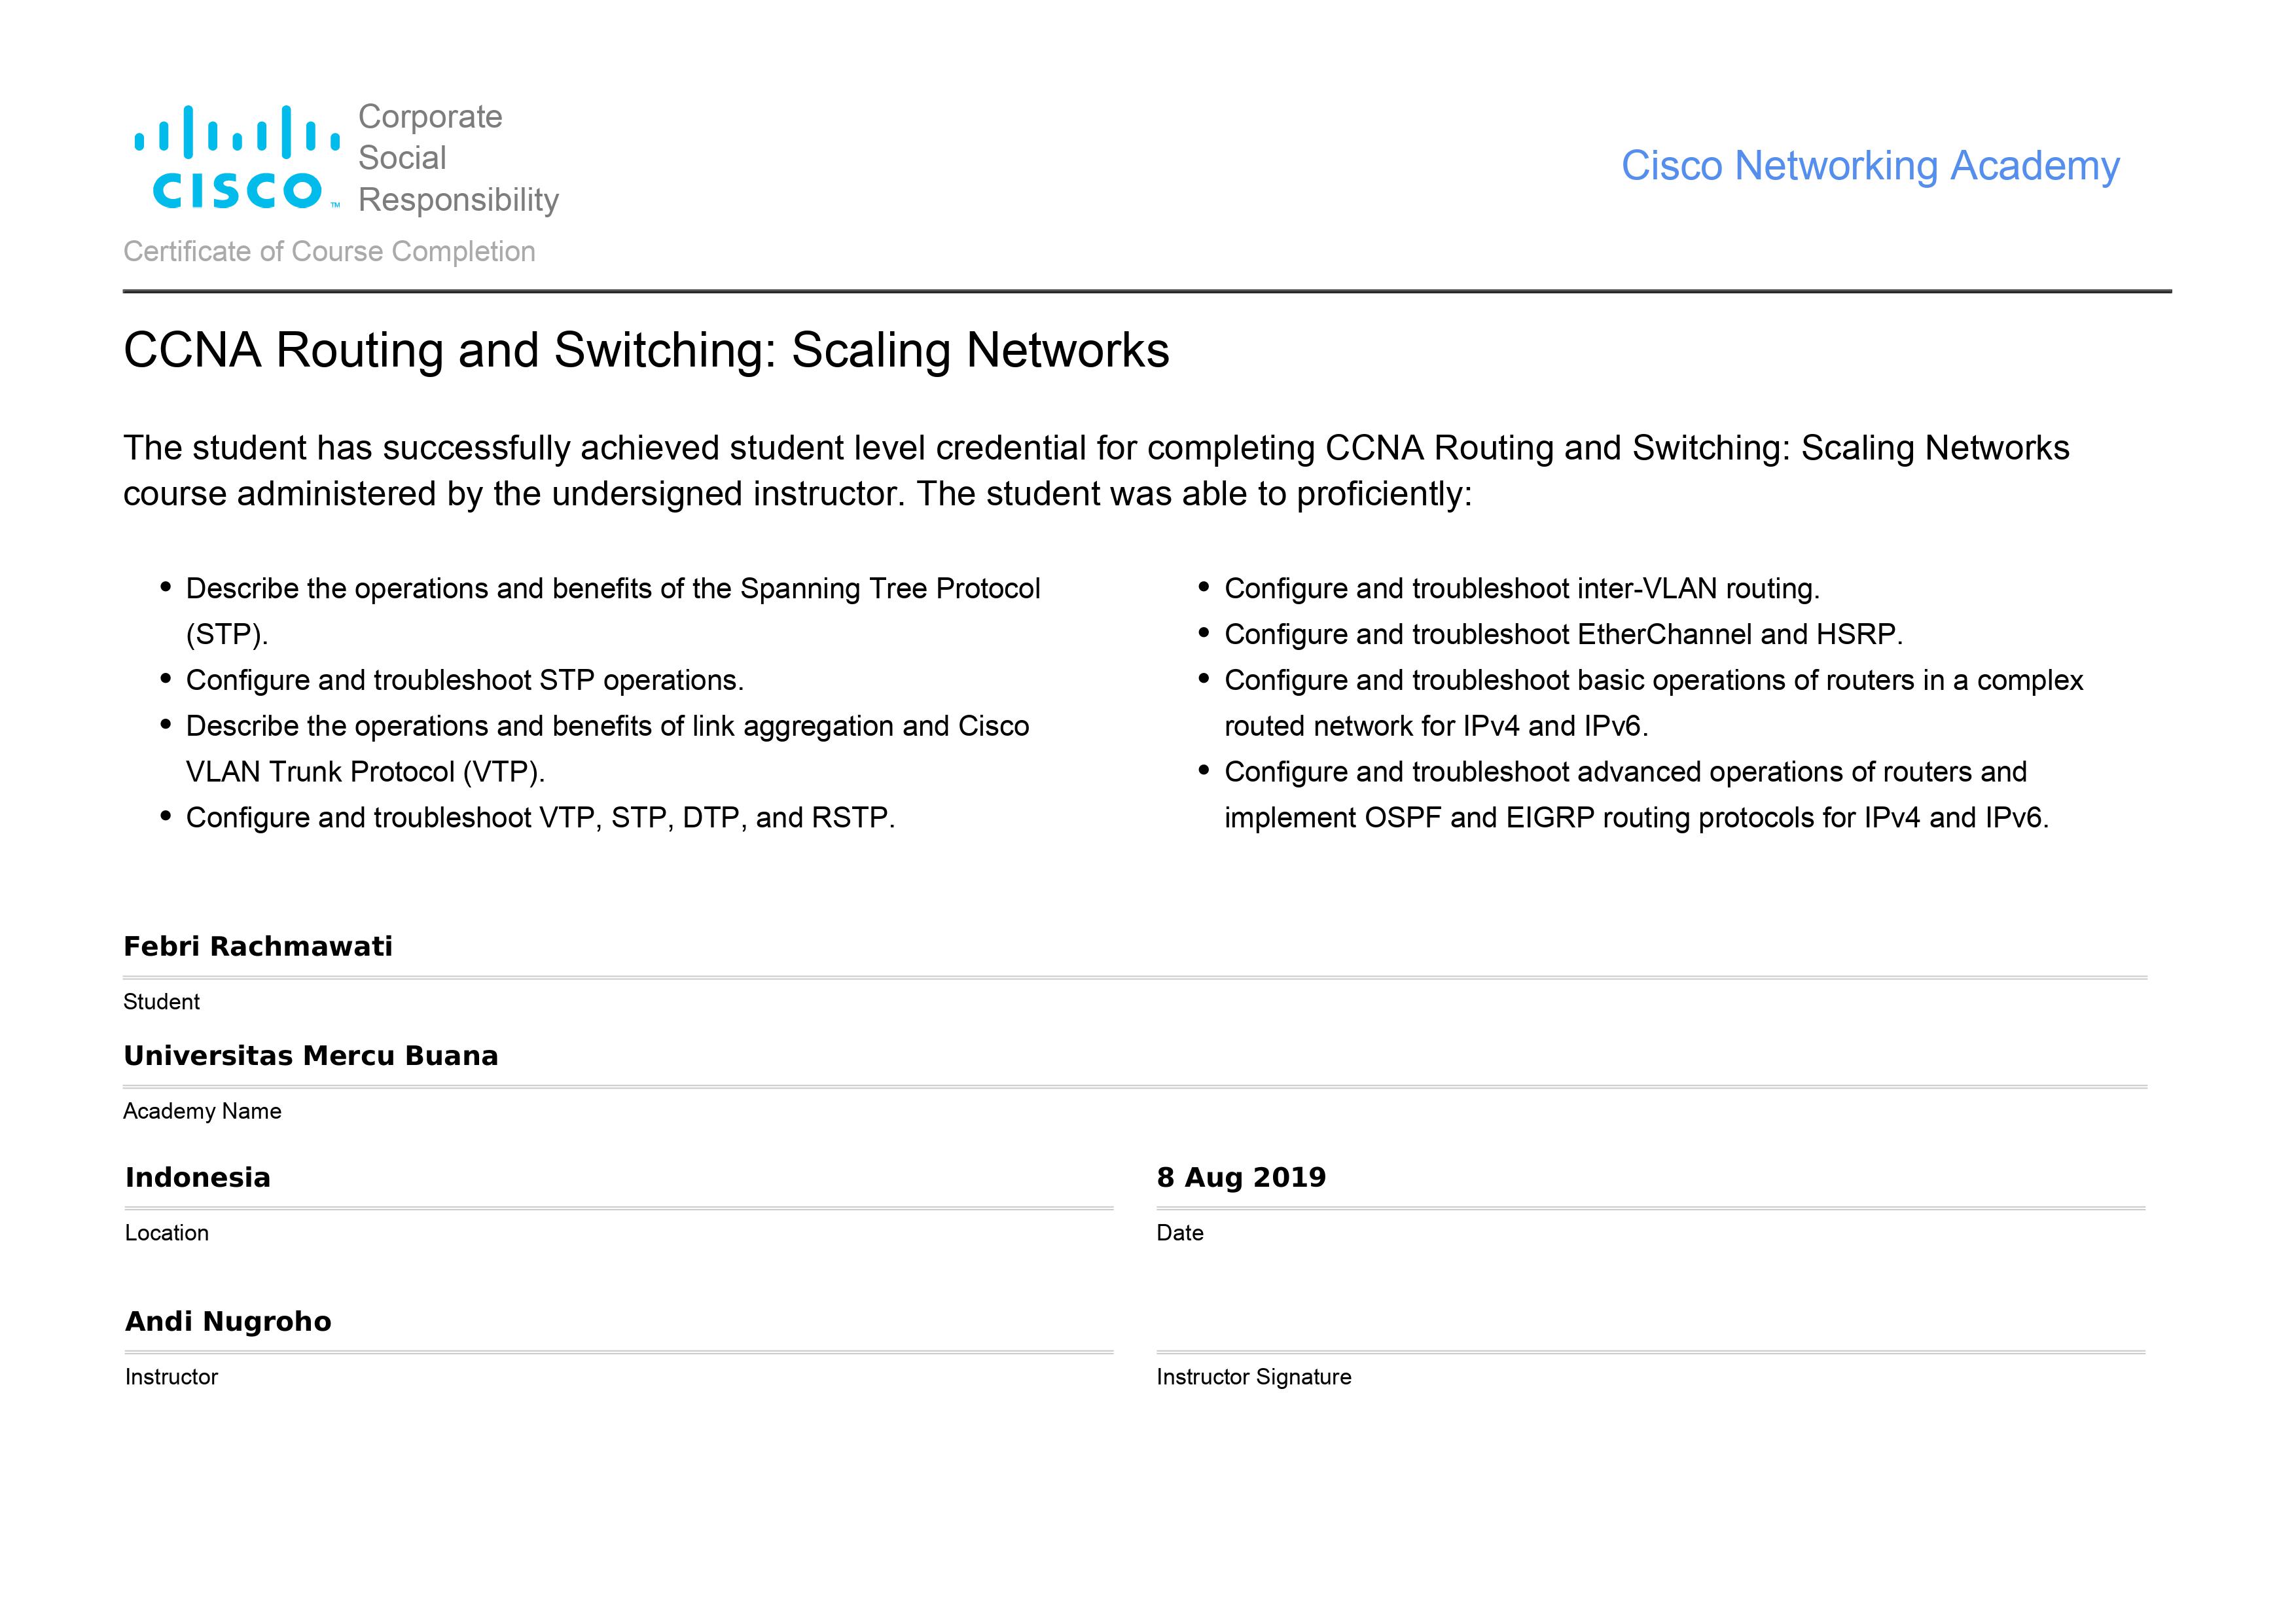 Corporate
Social
Responsibility
CISCO™
Cisco Networking Academy
Certificate of Course Completion
CCNA Routing and Switching: Scaling Networks
The student has successfully achieved student level credential for completing CCNA Routing and Switching: Scaling Networks
course administered by the undersigned instructor. The student was able to proficiently:
• Describe the operations and benefits of the Spanning Tree Protocol
(STP).
• Configure and troubleshoot STP operations.
• Describe the operations and benefits of link aggregation and Cisco
VLAN Trunk Protocol (VTP).
• Configure and troubleshoot VTP, STP, DTP, and RSTP.
• Configure and troubleshoot inter-VLAN routing.
• Configure and troubleshoot EtherChannel and HSRP.
• Configure and troubleshoot basic operations of routers in a complex
routed network for IPv4 and IPv6.
• Configure and troubleshoot advanced operations of routers and
implement OSPF and EIGRP routing protocols for IPv4 and IPv6.
Febri Rachmawati
Student
Universitas Mercu Buana
Academy Name
Indonesia
Location
8 Aug 2019
Date
Andi Nugroho
Instructor
Instructor Signature